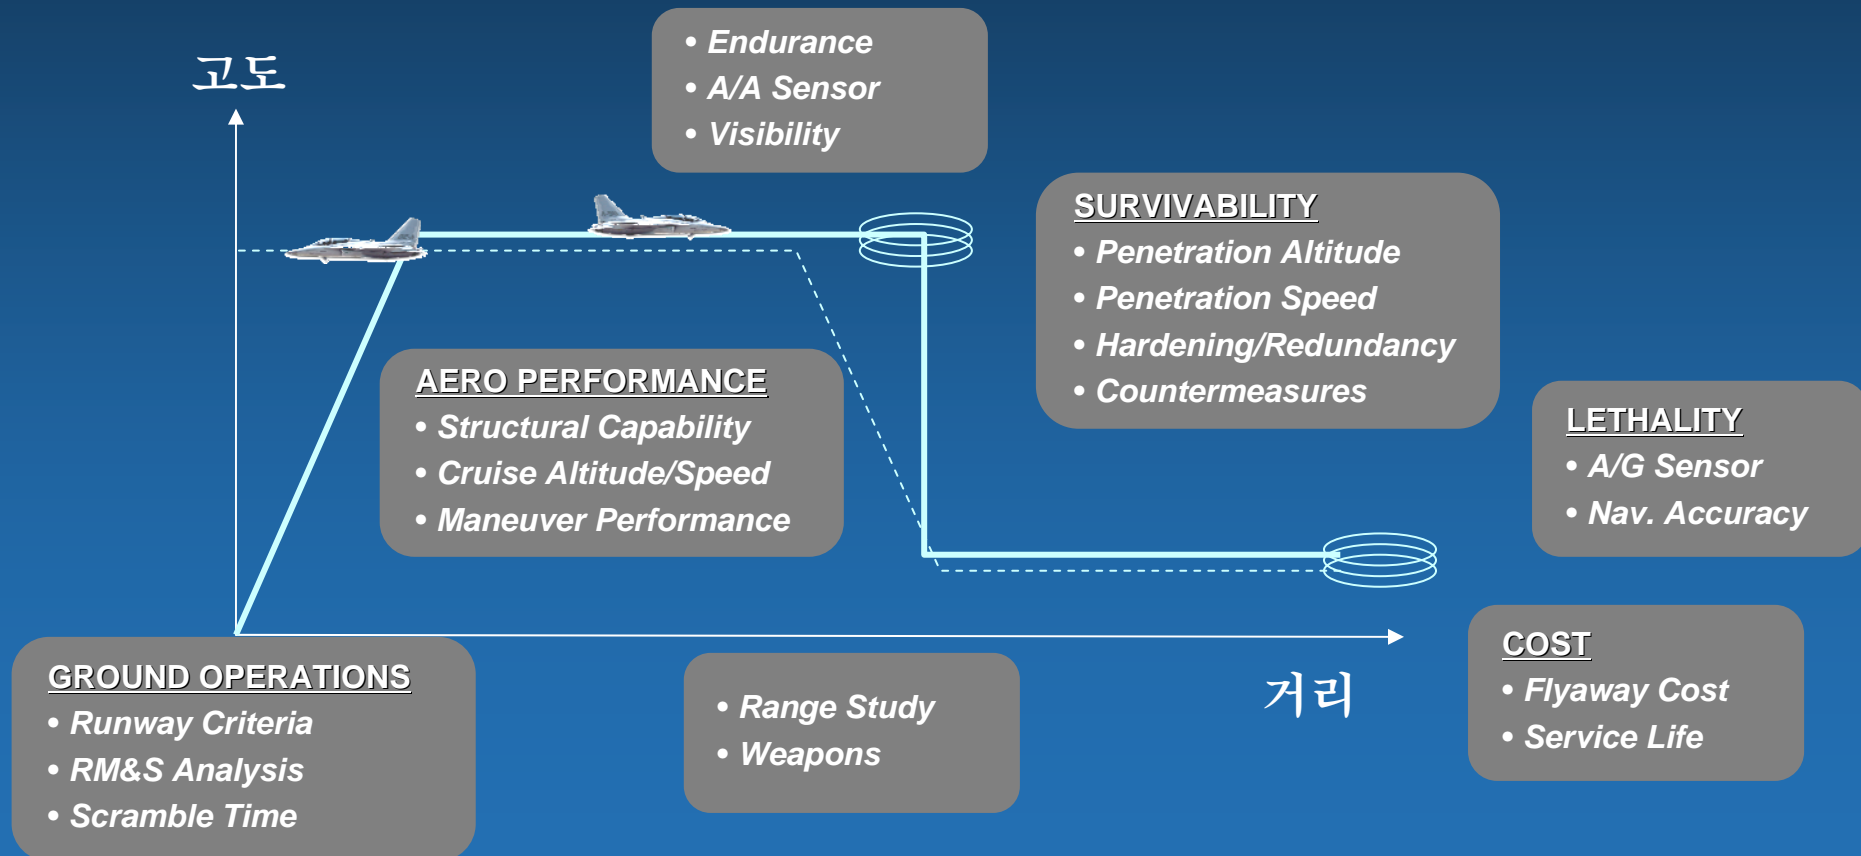 • Endurance
• A/A Sensor
• Visibility
고도
SURVIVABILITY
• Penetration Altitude
• Penetration Speed
• Hardening/Redundancy
• Countermeasures
AERO PERFORMANCE
• Structural Capability
• Cruise Altitude/Speed
• Maneuver Performance
LETHALITY
• A/G Sensor
• Nav. Accuracy
GROUND OPERATIONS
• Runway Criteria
• RM&S Analysis
• Scramble Time
• Range Study
• Weapons
거리
COST
• Flyaway Cost
• Service Life